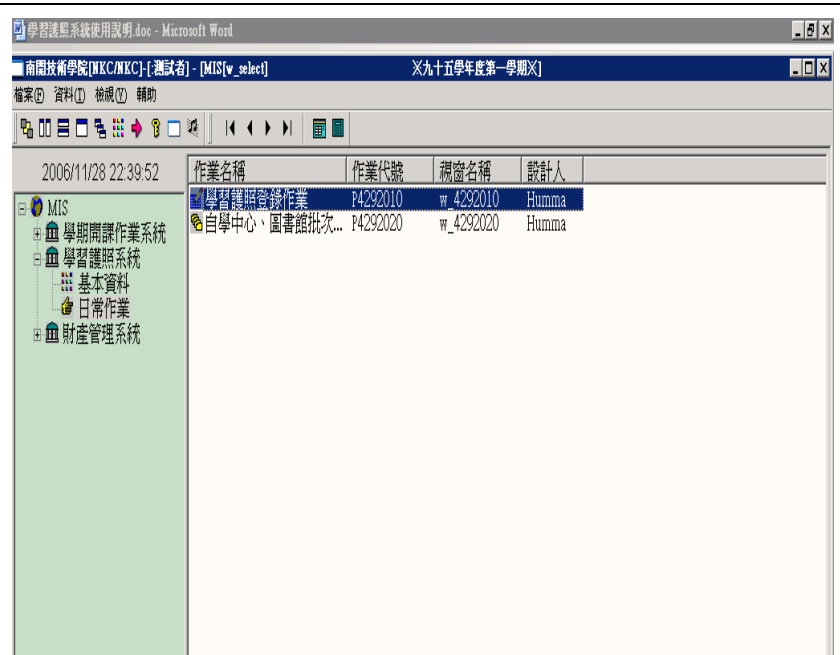 學習護照系統使用說明.doc - Microsoft Word
南開技術學院[NKC/NKC]-[:測試者] - [MIS[w_select] ※九十五學年度第一學期※]
檔案(F) 資料(D) 檢視(V) 輔助
2006/11/28 22:39:52
作業名稱 作業代號 視窗名稱 設計人
MIS
學期開課作業系統
學習護照系統
基本資料
日常作業
財產管理系統
學習護照登錄作業 P4292010 w_4292010 Humma
自學中心、圖書館批次... P4292020 w_4292020 Humma